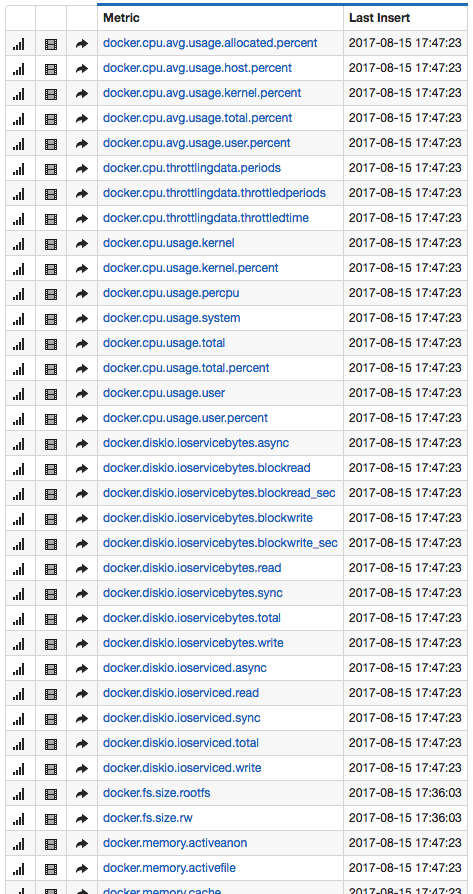 Metric Last Insert
docker.cpu.avg.usage.allocated.percent 2017-08-15 17:47:23
docker.cpu.avg.usage.host.percent 2017-08-15 17:47:23
docker.cpu.avg.usage.kernel.percent 2017-08-15 17:47:23
docker.cpu.avg.usage.total.percent 2017-08-15 17:47:23
docker.cpu.avg.usage.user.percent 2017-08-15 17:47:23
docker.cpu.throttlingdata.periods 2017-08-15 17:47:23
docker.cpu.throttlingdata.throttledperiods 2017-08-15 17:47:23
docker.cpu.throttlingdata.throttledtime 2017-08-15 17:47:23
docker.cpu.usage.kernel 2017-08-15 17:47:23
docker.cpu.usage.kernel.percent 2017-08-15 17:47:23
docker.cpu.usage.percpu 2017-08-15 17:47:23
docker.cpu.usage.system 2017-08-15 17:47:23
docker.cpu.usage.total 2017-08-15 17:47:23
docker.cpu.usage.total.percent 2017-08-15 17:47:23
docker.cpu.usage.user 2017-08-15 17:47:23
docker.cpu.usage.user.percent 2017-08-15 17:47:23
docker.diskio.ioservicebytes.async 2017-08-15 17:47:23
docker.diskio.ioservicebytes.blockread 2017-08-15 17:47:23
docker.diskio.ioservicebytes.blockread_sec 2017-08-15 17:47:23
docker.diskio.ioservicebytes.blockwrite 2017-08-15 17:47:23
docker.diskio.ioservicebytes.blockwrite_sec 2017-08-15 17:47:23
docker.diskio.ioservicebytes.read 2017-08-15 17:47:23
docker.diskio.ioservicebytes.sync 2017-08-15 17:47:23
docker.diskio.ioservicebytes.total 2017-08-15 17:47:23
docker.diskio.ioservicebytes.write 2017-08-15 17:47:23
docker.diskio.ioserviced.async 2017-08-15 17:47:23
docker.diskio.ioserviced.read 2017-08-15 17:47:23
docker.diskio.ioserviced.sync 2017-08-15 17:47:23
docker.diskio.ioserviced.total 2017-08-15 17:47:23
docker.diskio.ioserviced.write 2017-08-15 17:47:23
docker.fs.size.rootfs 2017-08-15 17:36:03
docker.fs.size.rw 2017-08-15 17:36:03
docker.memory.activeanon 2017-08-15 17:47:23
docker.memory.activefile 2017-08-15 17:47:23
docker.memory.cache 2017-08-15 17:47:23